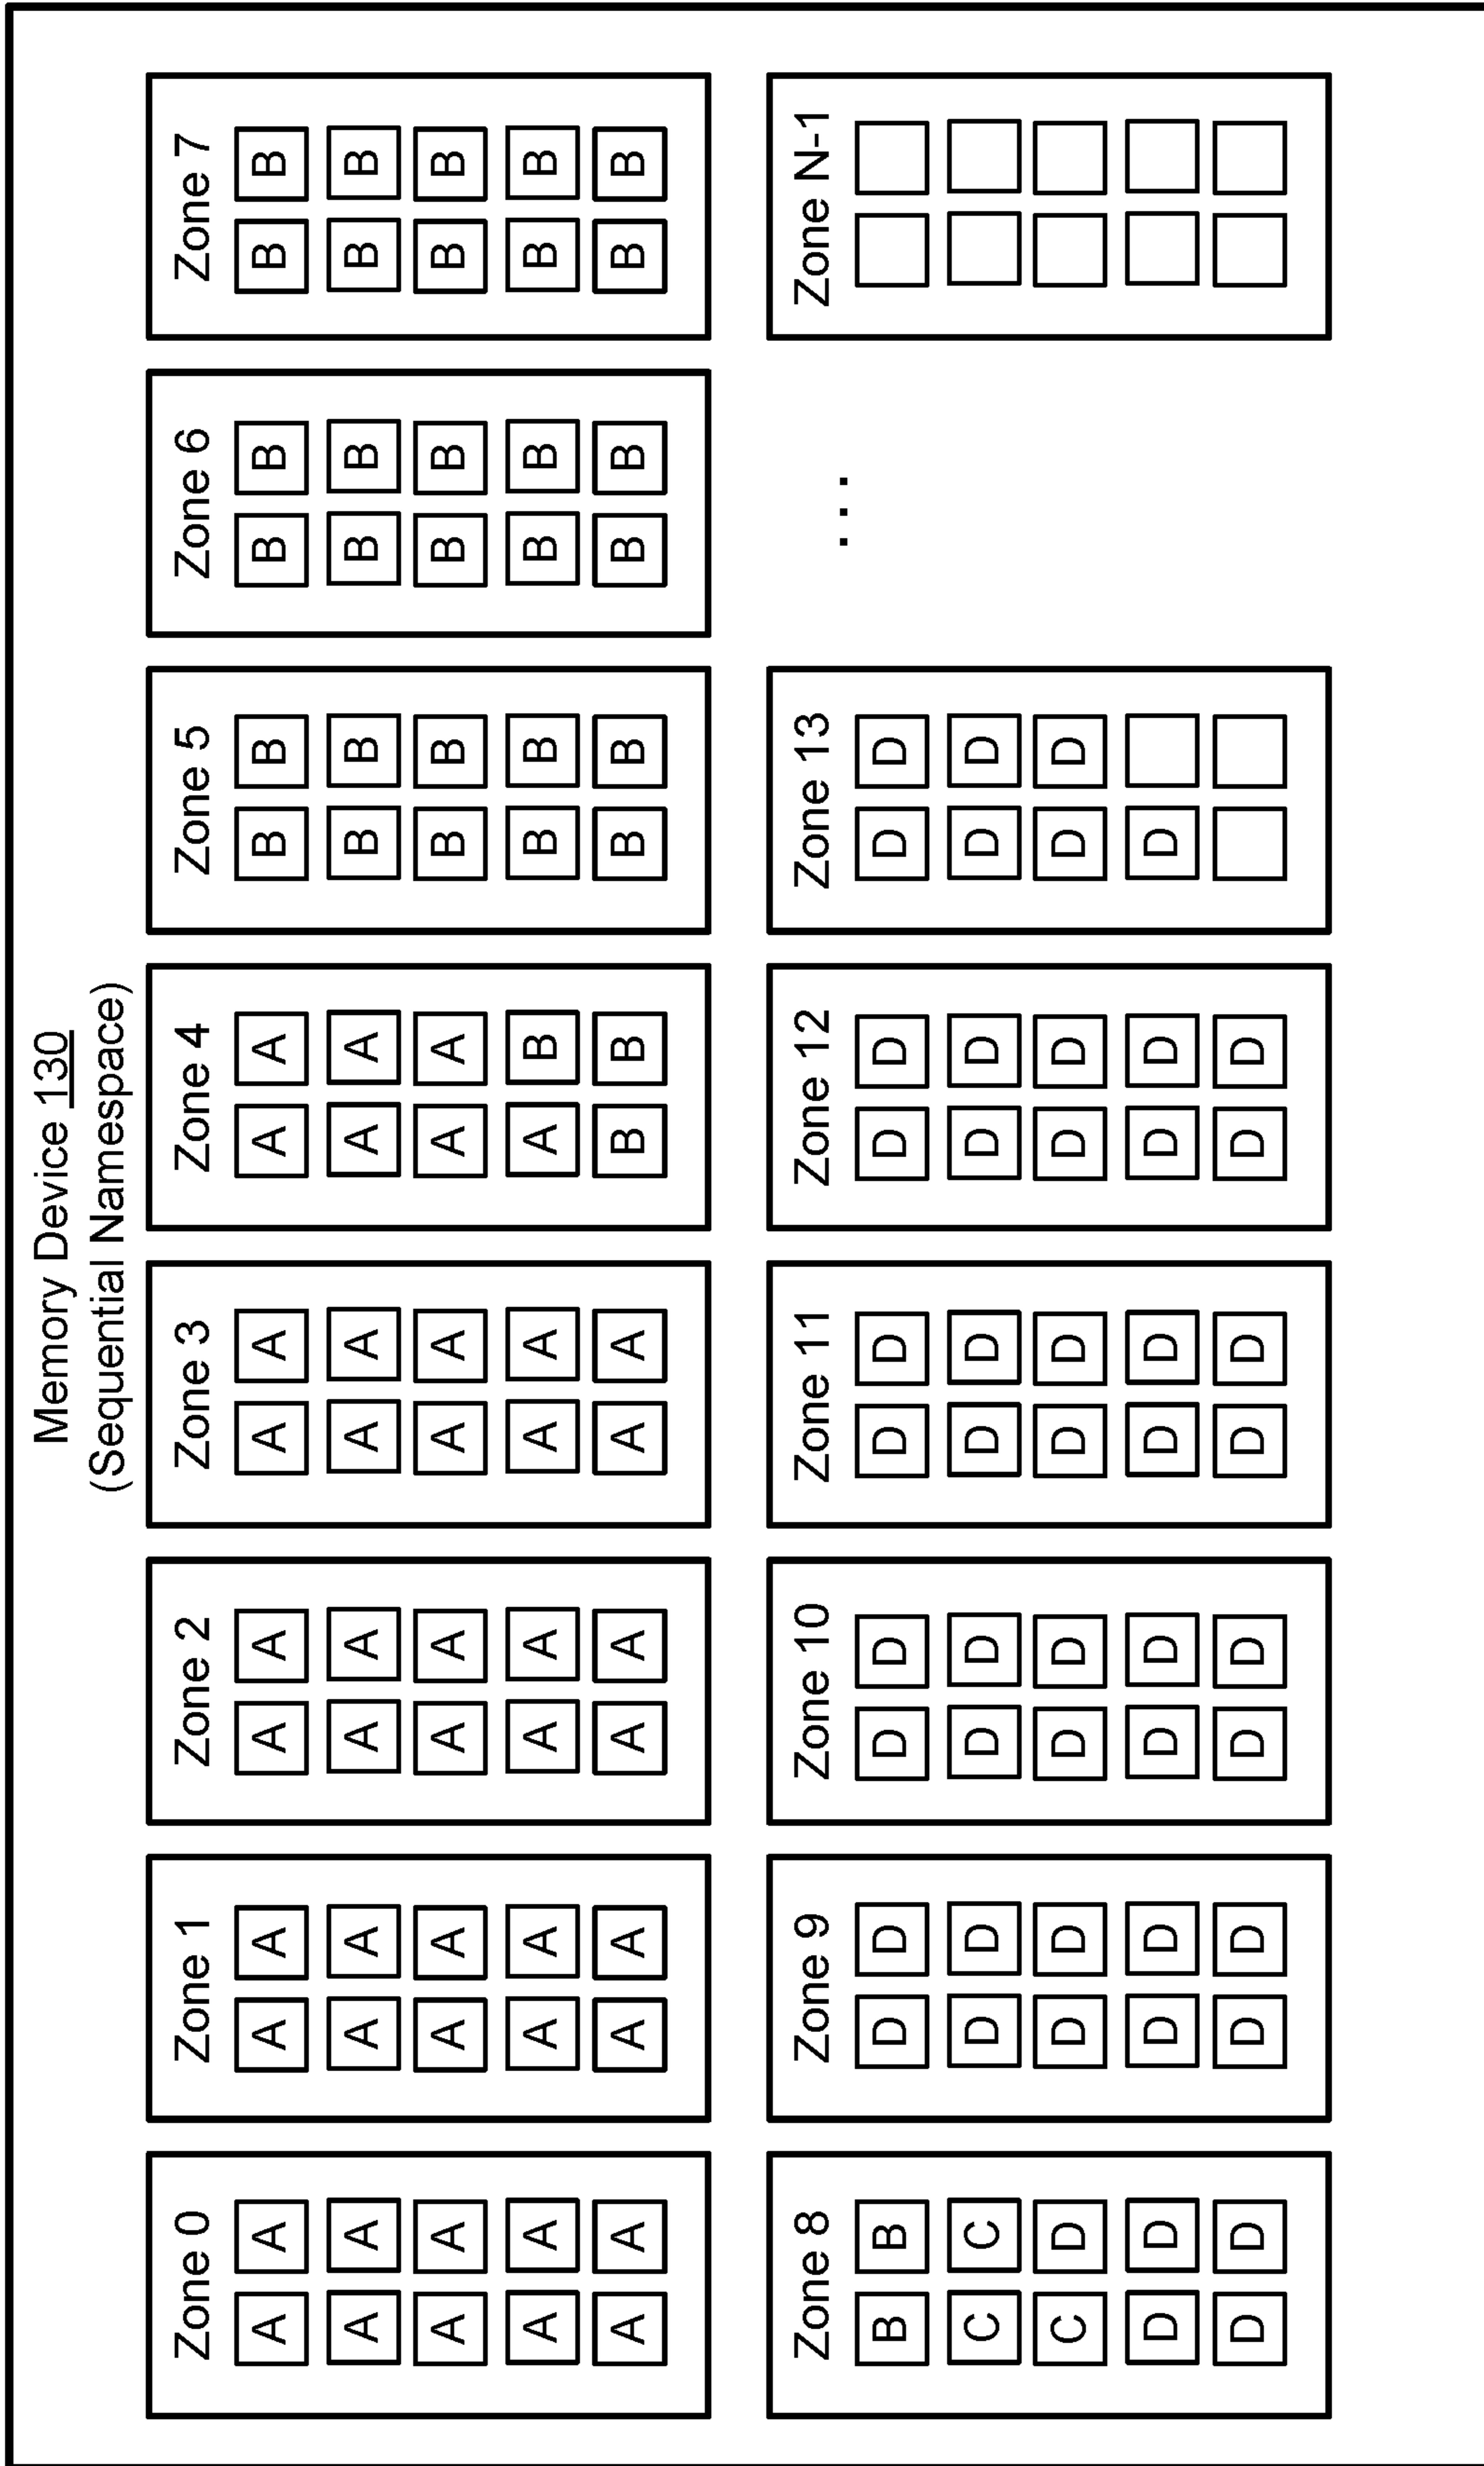 Memory Device 130
(Sequential Namespace)
Zone 0
A A
A A
A A
A A
A A
Zone 1
A A
A A
A A
A A
A A
Zone 2
A A
A A
A A
A A
A A
Zone 3
A A
A A
A A
A A
A A
Zone 4
A A
A A
A A
A B
B B
Zone 5
B B
B B
B B
B B
B B
Zone 6
B B
B B
B B
B B
B B
Zone 7
B B
B B
B B
B B
B B
Zone 8
B B
C C
C D
D D
D D
Zone 9
D D
D D
D D
D D
D D
Zone 10
D D
D D
D D
D D
D D
Zone 11
D D
D D
D D
D D
D D
Zone 12
D D
D D
D D
D D
D D
Zone 13
D D
D D
D D
D
...
Zone N-1